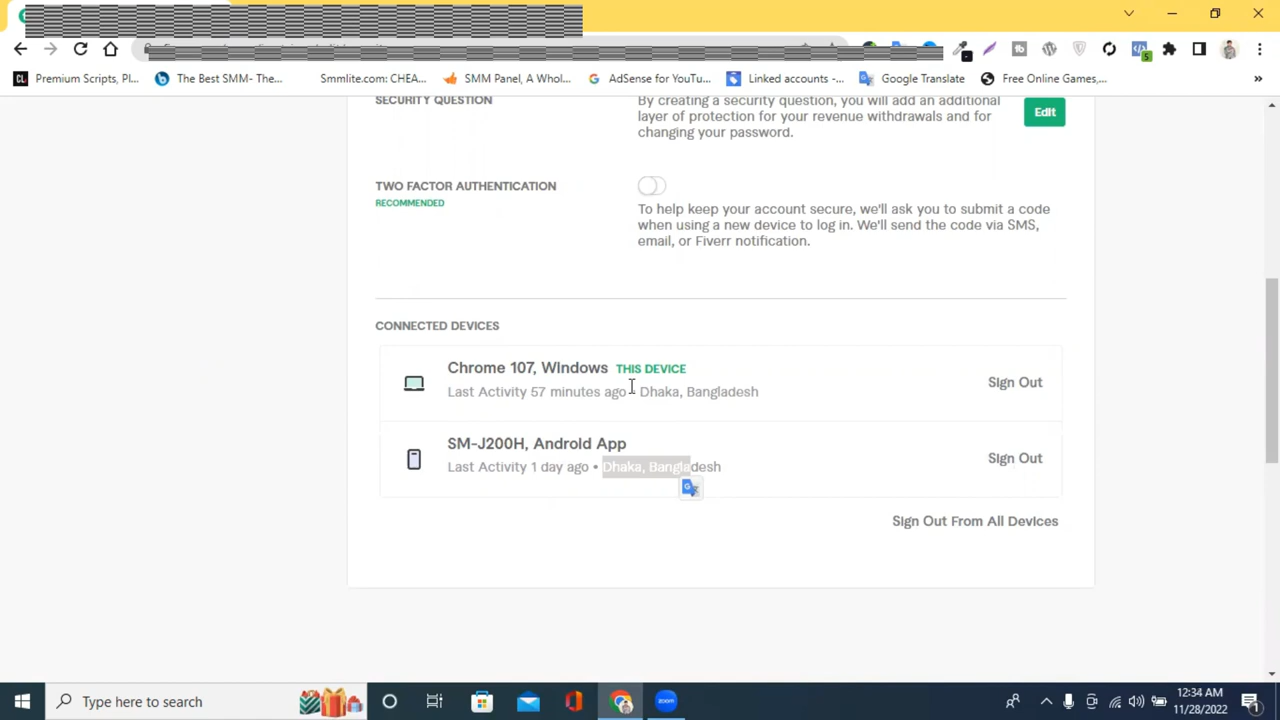 Premium Scripts, Pl...
The Best SMM- The...
Smmlite.com: CHEA...
SMM Panel, A Whol...
AdSense for YouTu...
Linked accounts -...
Google Translate
Free Online Games,...
SECURITY QUESTION
By creating a security question, you will add an additional
layer of protection for your revenue withdrawals and for
changing your password.
Edit
TWO FACTOR AUTHENTICATION
RECOMMENDED
To help keep your account secure, we'll ask you to submit a code
when using a new device to log in. We'll send the code via SMS,
email, or Fiverr notification.
CONNECTED DEVICES
Chrome 107, Windows THIS DEVICE
Last Activity 57 minutes ago • Dhaka, Bangladesh
Sign Out
SM-J200H, Android App
Last Activity 1 day ago • Dhaka, Bangladesh
Sign Out
Sign Out From All Devices
Type here to search
zoom
12:34 AM
11/28/2022